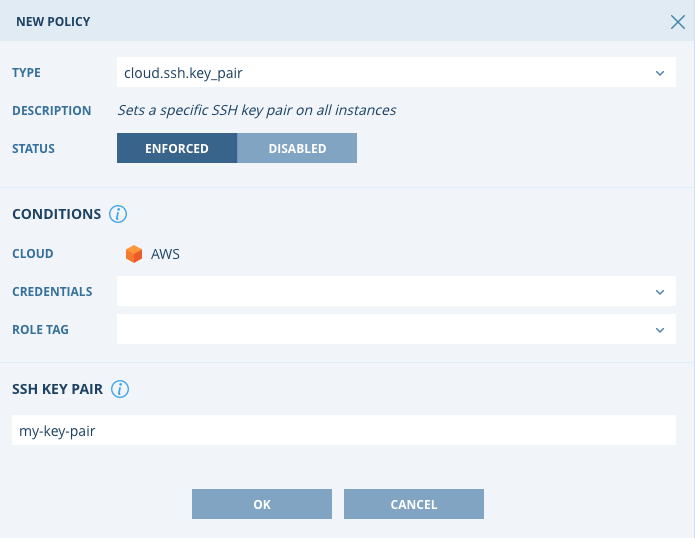 NEW POLICY
TYPE cloud.ssh.key_pair
DESCRIPTION Sets a specific SSH key pair on all instances
STATUS ENFORCED DISABLED
CONDITIONS i
CLOUD AWS
CREDENTIALS
ROLE TAG
SSH KEY PAIR i
my-key-pair
OK CANCEL